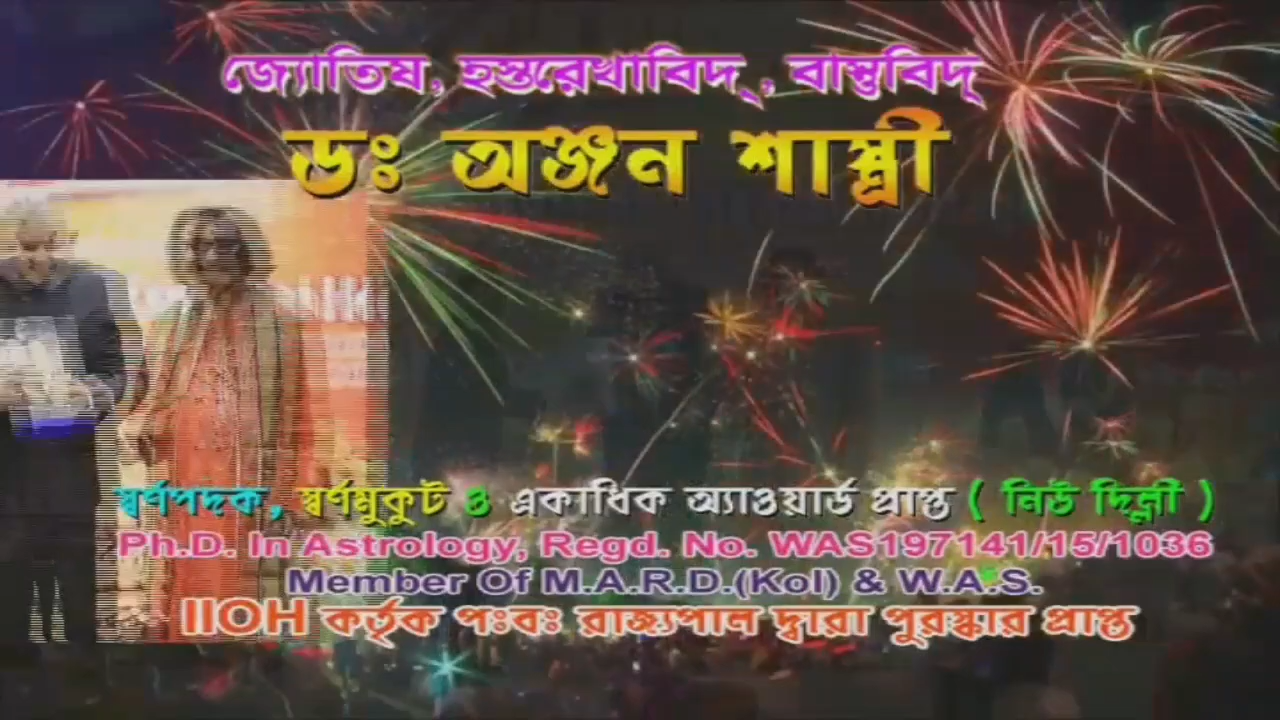 জ্যোতিষ, হস্তরেখাবিদ্, বাস্তুবিদ্
ডঃ অঞ্জন শাস্ত্রী
স্বর্ণপদক, স্বর্ণমুকুট ও একাধিক অ্যাওয়ার্ড প্রাপ্ত ( নিউ দিল্লী )
Ph.D. In Astrology, Regd. No. WAS197141/15/1036
Member Of M.A.R.D.(Kol) & W.A.S.
IIOH কর্তৃক পঃবঃ রাজ্যপাল দ্বারা পুরস্কার প্রাপ্ত